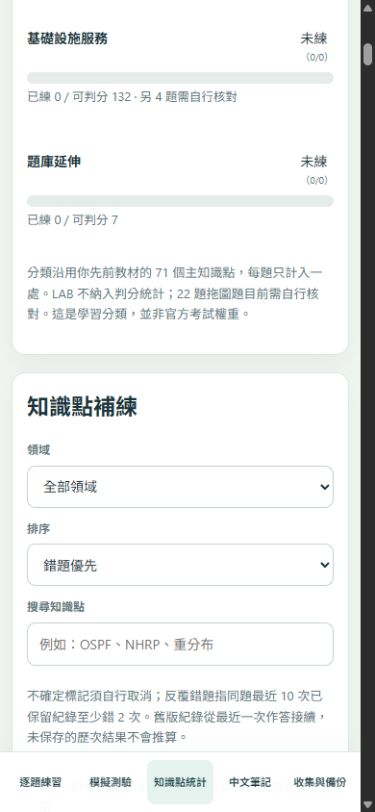 基礎設施服務 未練
(0/0)
已練 0 / 可判分 132 · 另 4 題需自行核對
題庫延伸 未練
(0/0)
已練 0 / 可判分 7
分類沿用你先前教材的 71 個主知識點，每題只計入一
處。LAB 不納入判分統計；22 題拖圖題目前需自行核
對。這是學習分類，並非官方考試權重。
知識點補練
領域
全部領域
排序
錯題優先
搜尋知識點
例如：OSPF、NHRP、重分布
不確定標記須自行取消；反覆錯題指同題最近 10 次已
保留紀錄至少錯 2 次。舊版紀錄從最近一次作答接續，
未保存的歷次結果不會推算。
逐題練習 模擬測驗 知識點統計 中文筆記 收集與備份